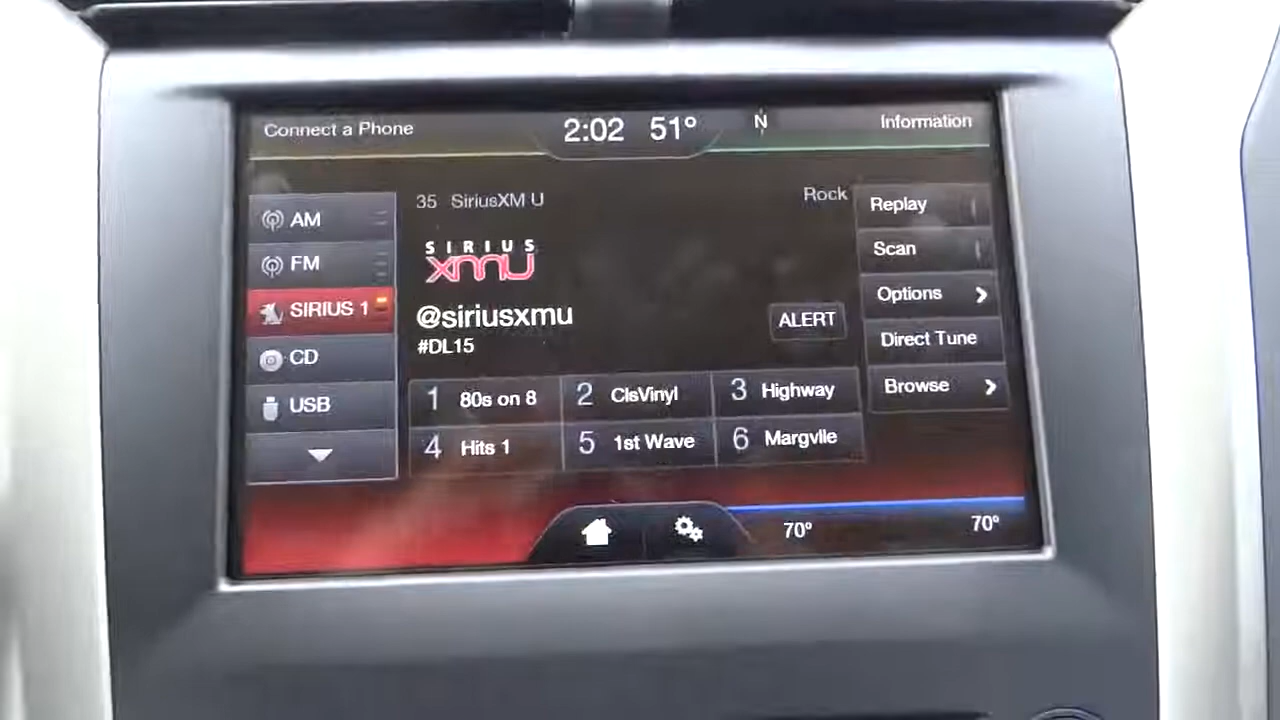 Connect a Phone
2:02 51°
N
Information
AM
FM
SIRIUS 1
CD
USB
35 SiriusXM U
Rock
SIRIUS
xmu
@siriusxmu
#DL15
ALERT
1 80s on 8
2 ClsVinyl
3 Highway
4 Hits 1
5 1st Wave
6 Margvlle
Replay
Scan
Options
Direct Tune
Browse
70°
70°